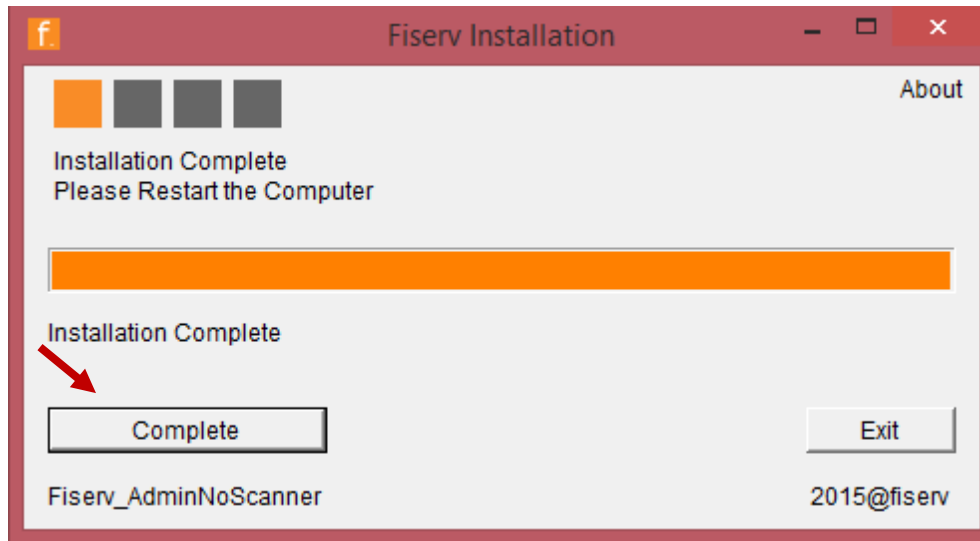 f.
Fiserv Installation
About
Installation Complete
Please Restart the Computer
Installation Complete
Complete
Exit
Fiserv_AdminNoScanner
2015@fiserv